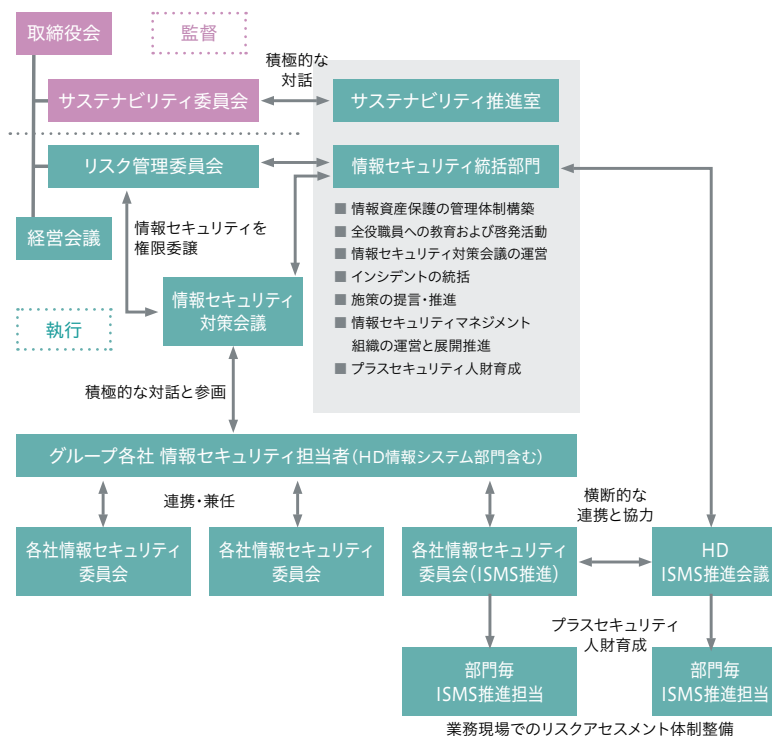 取締役会
監督
積極的な
対話
サステナビリティ委員会
サステナビリティ推進室
リスク管理委員会
情報セキュリティ統括部門
経営会議
情報セキュリティを
権限委譲
■ 情報資産保護の管理体制構築
■ 全役職員への教育および啓発活動
■ 情報セキュリティ対策会議の運営
■ インシデントの統括
■ 施策の提言・推進
■ 情報セキュリティマネジメント
組織の運営と展開推進
■ プラスセキュリティ人財育成
情報セキュリティ
対策会議
執行
積極的な対話と参画
グループ各社 情報セキュリティ担当者(HD情報システム部門含む)
連携・兼任
横断的な
連携と協力
各社情報セキュリティ
委員会
各社情報セキュリティ
委員会
各社情報セキュリティ
委員会(ISMS推進)
HD
ISMS推進会議
プラスセキュリティ
人財育成
部門毎
ISMS推進担当
部門毎
ISMS推進担当
業務現場でのリスクアセスメント体制整備